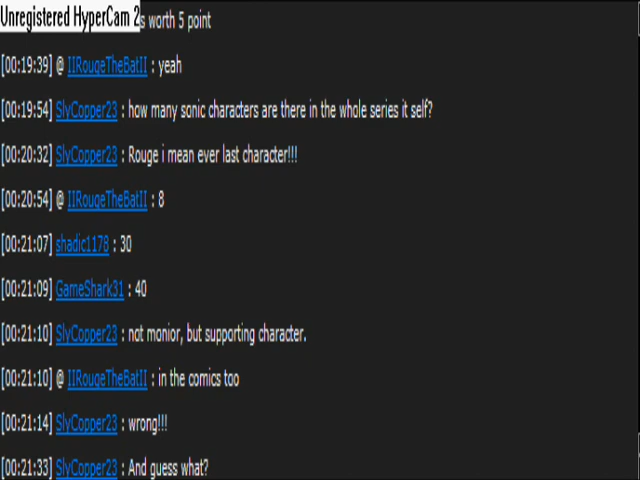 Unregistered HyperCam 2s worth 5 point
[00:19:39] @ IIRougeTheBatII : yeah
[00:19:54] SlyCopper23 : how many sonic characters are there in the whole series it self?
[00:20:32] SlyCopper23 : Rouge i mean ever last character!!!
[00:20:54] @ IIRougeTheBatII : 8
[00:21:07] shadic1178 : 30
[00:21:09] GameShark31 : 40
[00:21:10] SlyCopper23 : not monior, but supporting character.
[00:21:10] @ IIRougeTheBatII : in the comics too
[00:21:14] SlyCopper23 : wrong!!!
[00:21:33] SlyCopper23 : And guess what?